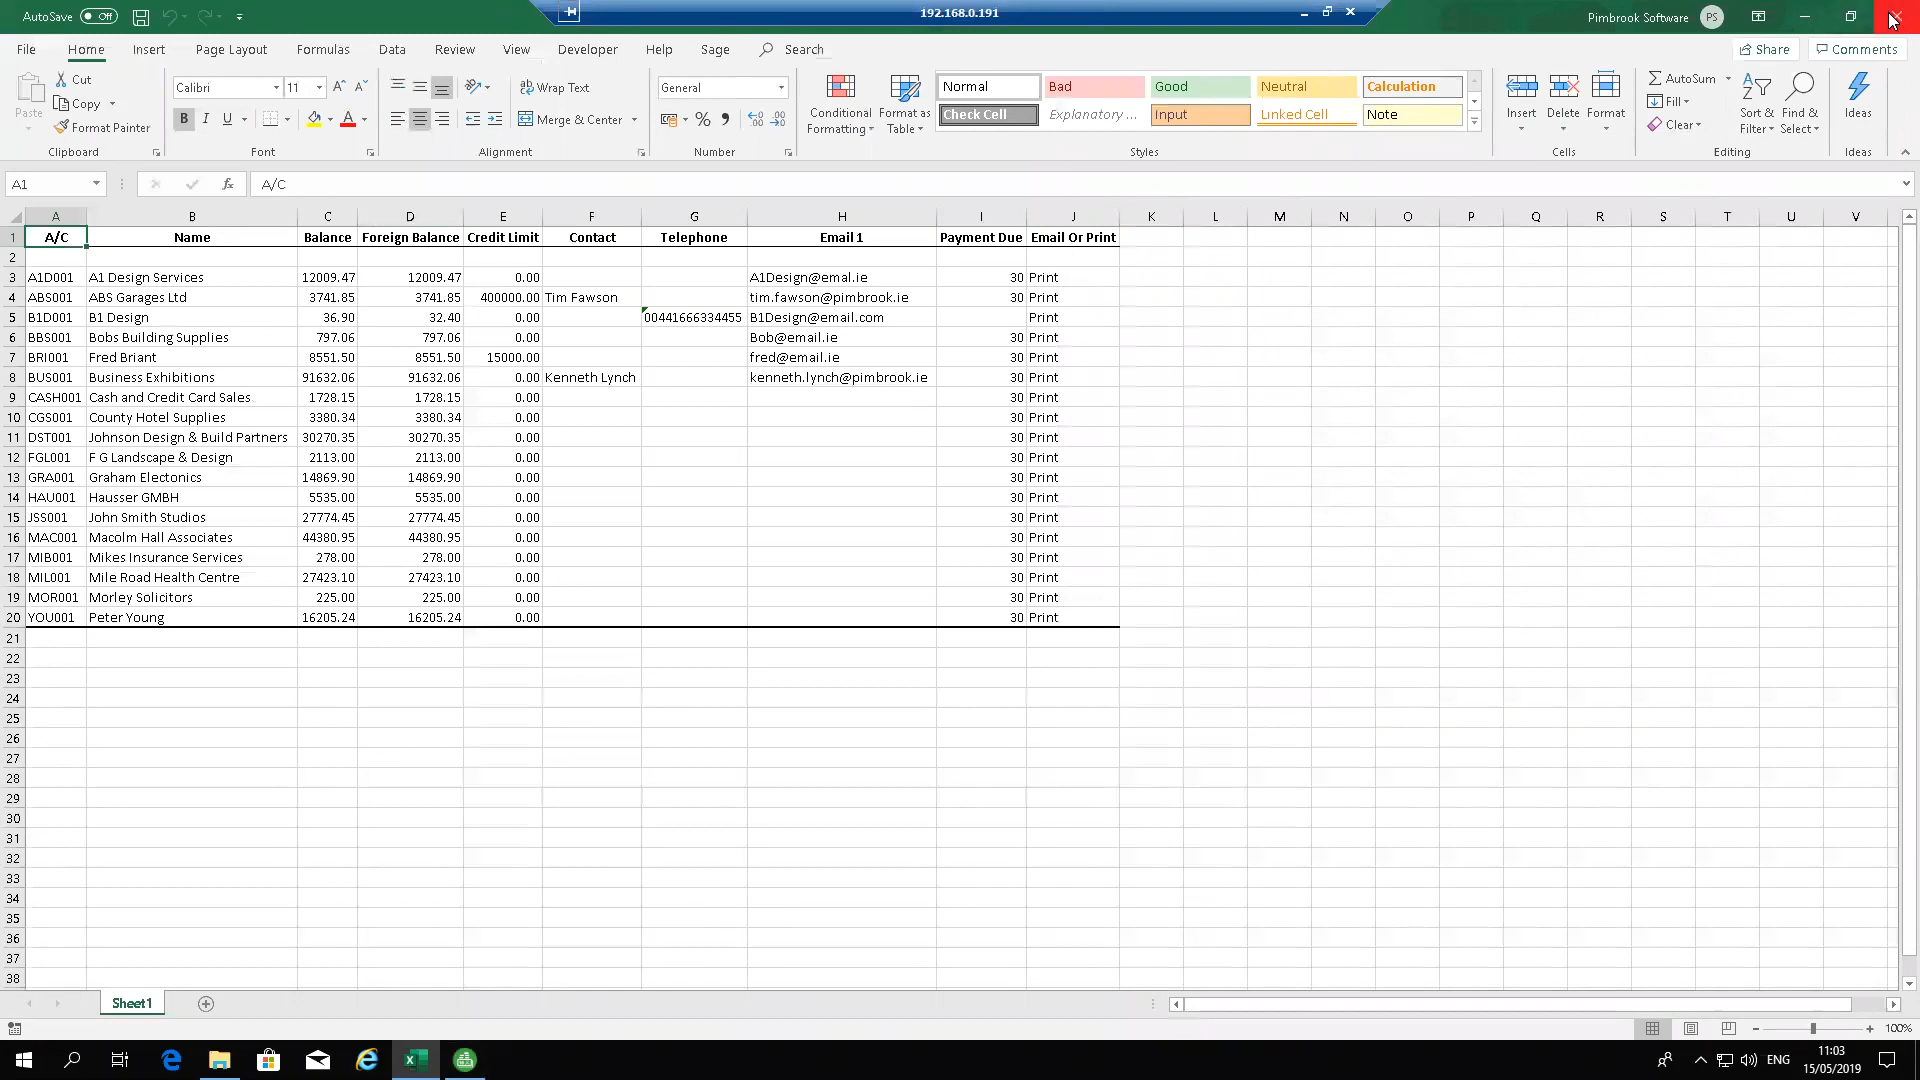 AutoSave Off 192.168.0.191 Pimbrook Software PS
File Home Insert Page Layout Formulas Data Review View Developer Help Sage Search Share Comments
Paste Cut Copy Format Painter
Clipboard
Calibri 11
B I U
Font
Wrap Text
Merge & Center
Alignment
General
%
Number
Conditional Formatting
Format as Table
Normal Bad Good Neutral Calculation
Check Cell Explanatory ... Input Linked Cell Note
Styles
Insert Delete Format
Cells
AutoSum
Fill
Clear
Sort & Filter
Find & Select
Editing
Ideas
Ideas
A1 fx A/C
A B C D E F G H I J K L M N O P Q R S T U V
1 A/C Name Balance Foreign Balance Credit Limit Contact Telephone Email 1 Payment Due Email Or Print
2
3 A1D001 A1 Design Services 12009.47 12009.47 0.00 A1Design@emal.ie 30 Print
4 ABS001 ABS Garages Ltd 3741.85 3741.85 400000.00 Tim Fawson tim.fawson@pimbrook.ie 30 Print
5 B1D001 B1 Design 36.90 32.40 0.00 00441666334455 B1Design@email.com Print
6 BBS001 Bobs Building Supplies 797.06 797.06 0.00 Bob@email.ie 30 Print
7 BRI001 Fred Briant 8551.50 8551.50 15000.00 fred@email.ie 30 Print
8 BUS001 Business Exhibitions 91632.06 91632.06 0.00 Kenneth Lynch kenneth.lynch@pimbrook.ie 30 Print
9 CASH001 Cash and Credit Card Sales 1728.15 1728.15 0.00 30 Print
10 CGS001 County Hotel Supplies 3380.34 3380.34 0.00 30 Print
11 DST001 Johnson Design & Build Partners 30270.35 30270.35 0.00 30 Print
12 FGL001 F G Landscape & Design 2113.00 2113.00 0.00 30 Print
13 GRA001 Graham Electonics 14869.90 14869.90 0.00 30 Print
14 HAU001 Hausser GMBH 5535.00 5535.00 0.00 30 Print
15 JSS001 John Smith Studios 27774.45 27774.45 0.00 30 Print
16 MAC001 Macolm Hall Associates 44380.95 44380.95 0.00 30 Print
17 MIB001 Mikes Insurance Services 278.00 278.00 0.00 30 Print
18 MIL001 Mile Road Health Centre 27423.10 27423.10 0.00 30 Print
19 MOR001 Morley Solicitors 225.00 225.00 0.00 30 Print
20 YOU001 Peter Young 16205.24 16205.24 0.00 30 Print
21
22
23
24
25
26
27
28
29
30
31
32
33
34
35
36
37
38
Sheet1
100%
ENG 11:03
15/05/2019